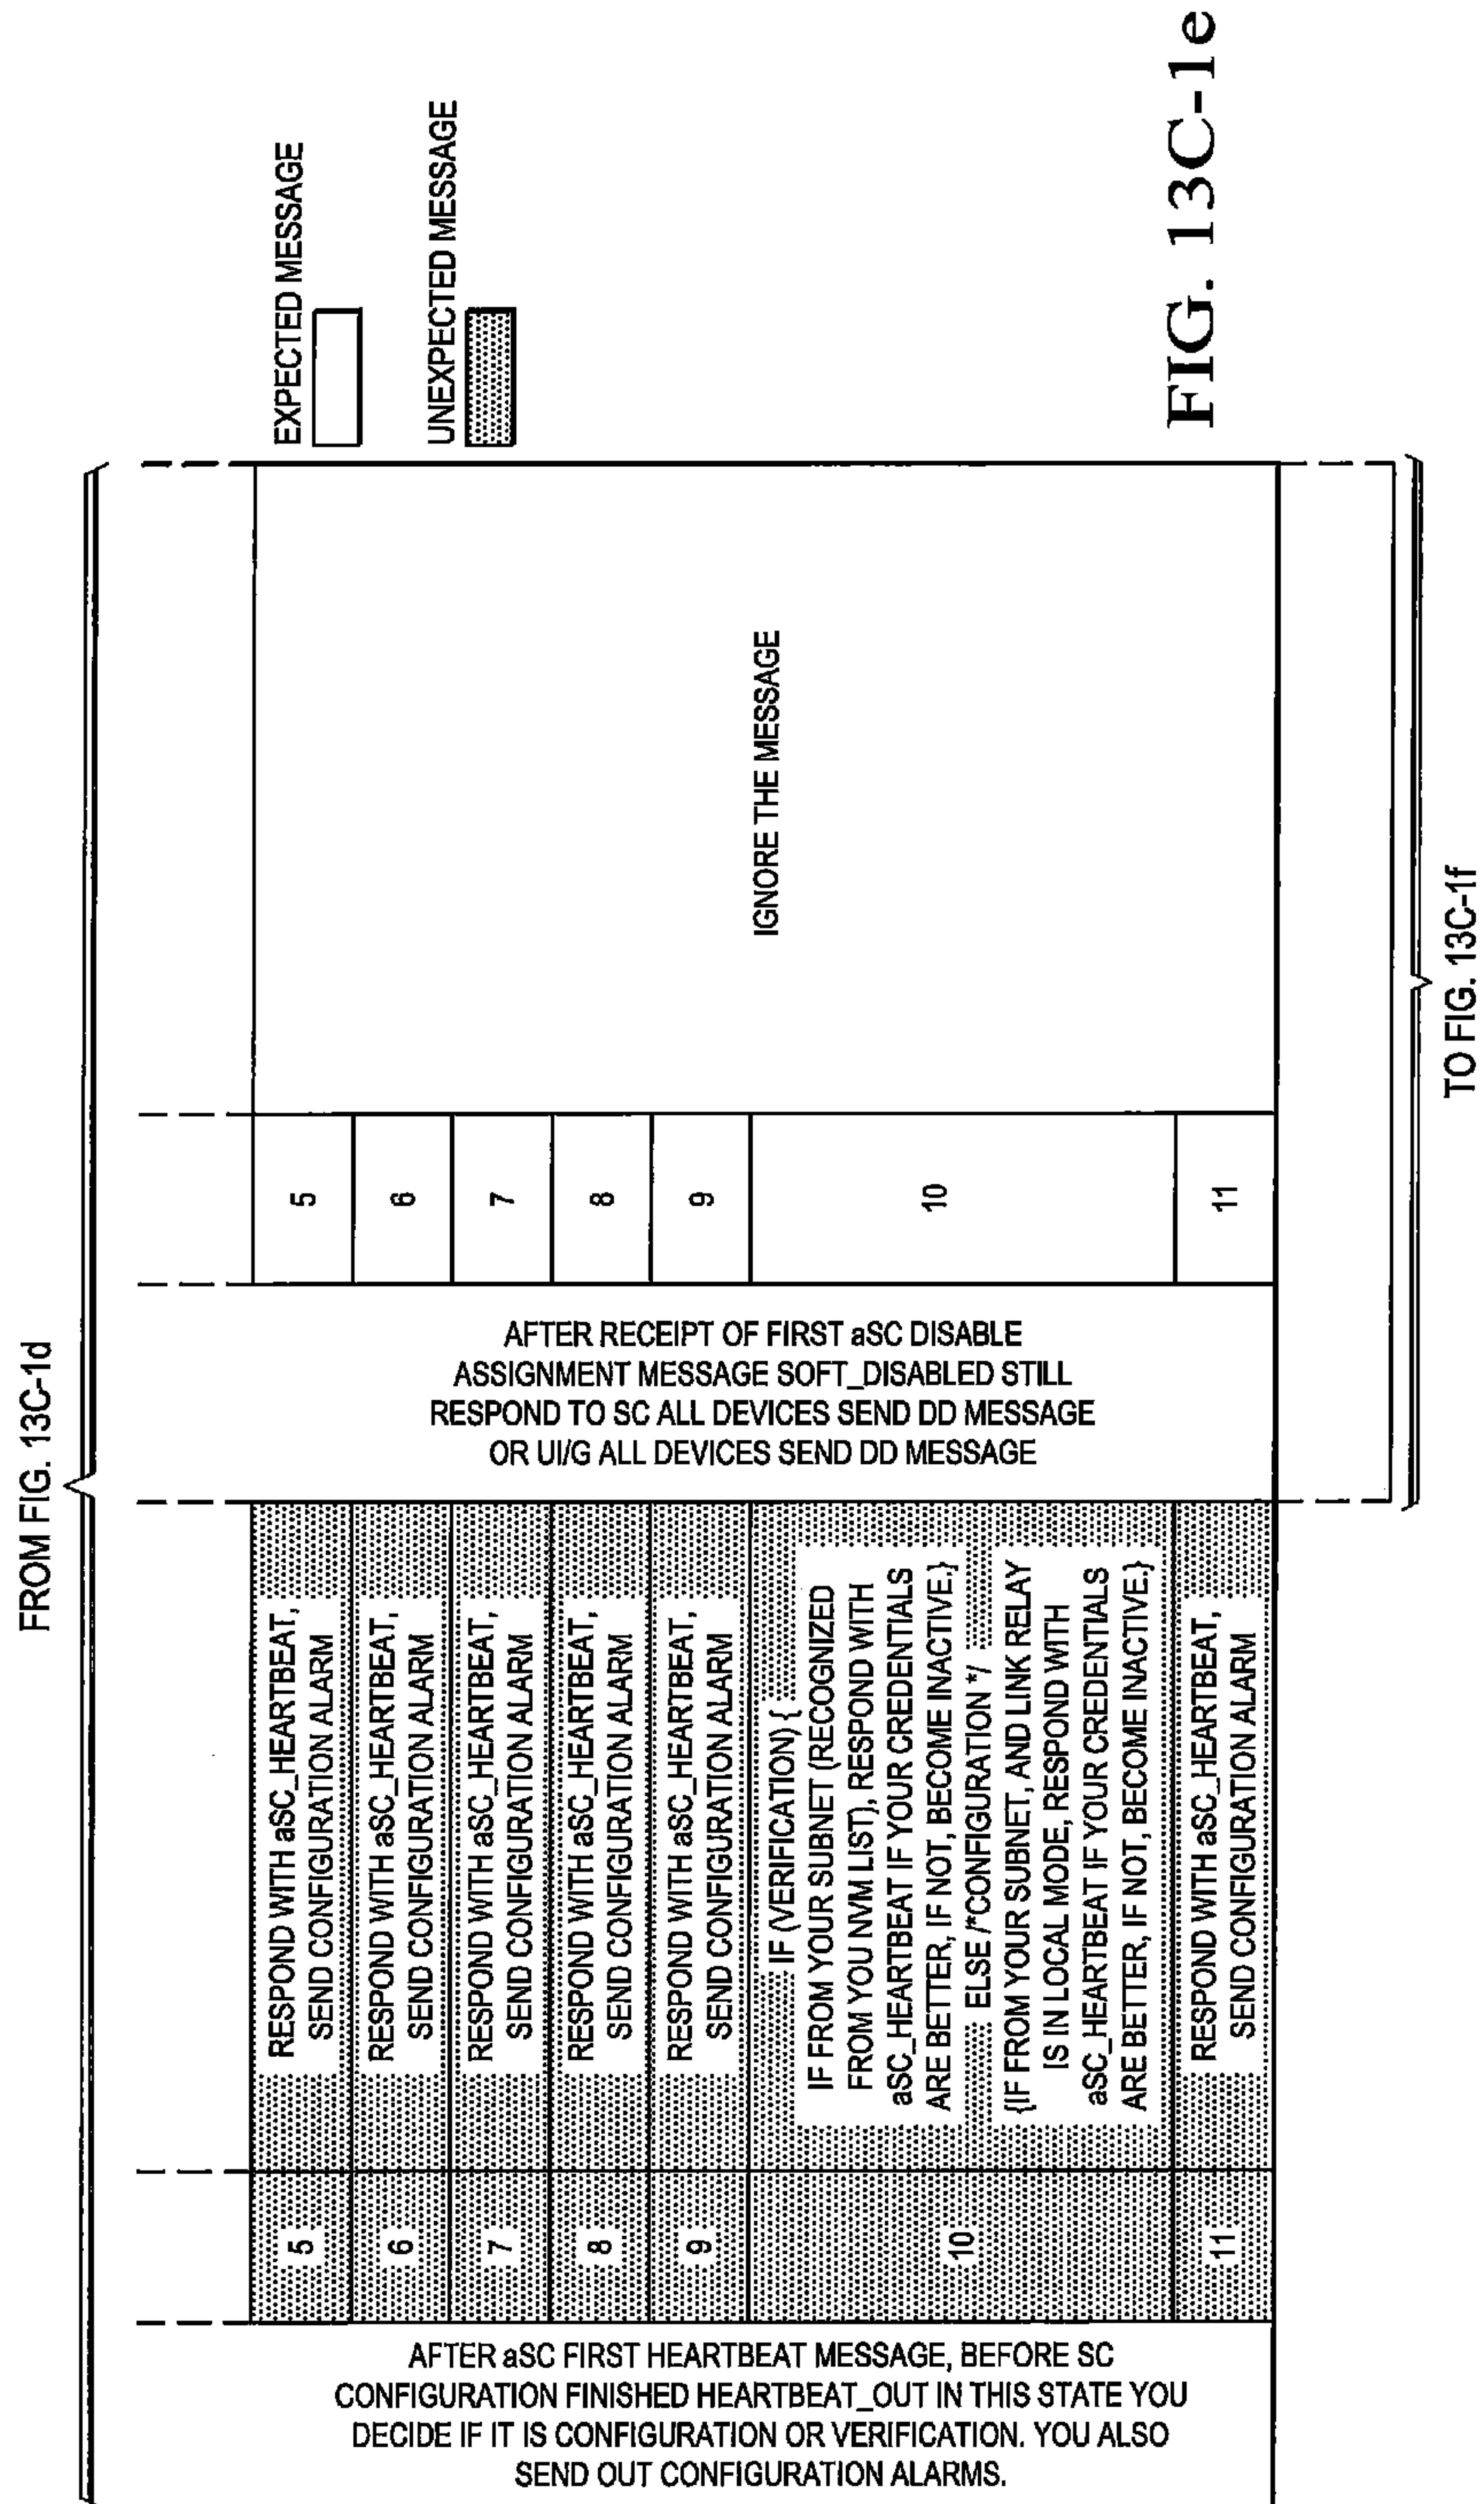 FROM FIG. 13C-1d
AFTER aSC FIRST HEARTBEAT MESSAGE, BEFORE SC
CONFIGURATION FINISHED HEARTBEAT_OUT IN THIS STATE YOU
DECIDE IF IT IS CONFIGURATION OR VERIFICATION. YOU ALSO
SEND OUT CONFIGURATION ALARMS.
5
RESPOND WITH aSC_HEARTBEAT,
SEND CONFIGURATION ALARM
6
RESPOND WITH aSC_HEARTBEAT,
SEND CONFIGURATION ALARM
7
RESPOND WITH aSC_HEARTBEAT,
SEND CONFIGURATION ALARM
8
RESPOND WITH aSC_HEARTBEAT,
SEND CONFIGURATION ALARM
9
RESPOND WITH aSC_HEARTBEAT,
SEND CONFIGURATION ALARM
10
IF (VERIFICATION) {
IF FROM YOUR SUBNET (RECOGNIZED
FROM YOU NVM LIST), RESPOND WITH
aSC_HEARTBEAT IF YOUR CREDENTIALS
ARE BETTER, IF NOT, BECOME INACTIVE.}
ELSE /*CONFIGURATION */
{IF FROM YOUR SUBNET, AND LINK RELAY
IS IN LOCAL MODE, RESPOND WITH
aSC_HEARTBEAT IF YOUR CREDENTIALS
ARE BETTER, IF NOT, BECOME INACTIVE.}
11
RESPOND WITH aSC_HEARTBEAT,
SEND CONFIGURATION ALARM
AFTER RECEIPT OF FIRST aSC DISABLE
ASSIGNMENT MESSAGE SOFT_DISABLED STILL
RESPOND TO SC ALL DEVICES SEND DD MESSAGE
OR UI/G ALL DEVICES SEND DD MESSAGE
5
6
7
8
9
10
11
IGNORE THE MESSAGE
EXPECTED MESSAGE
UNEXPECTED MESSAGE
TO FIG. 13C-1f
FIG. 13C-1e